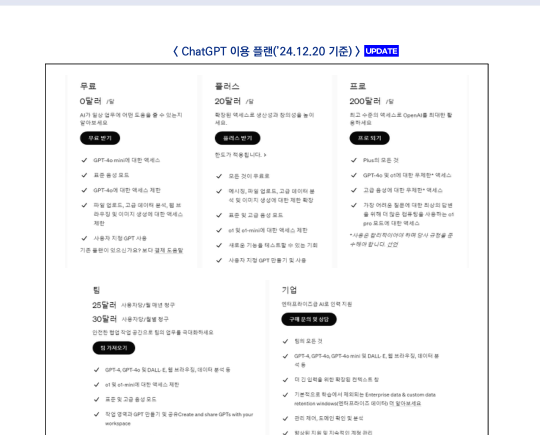 < ChatGPT 이용 플랜('24.12.20 기준) > UPDATE
무료
0달러 /달
AI가 일상 업무에 어떤 도움을 줄 수 있는지
알아보세요
무료 받기
GPT-4o mini에 대한 액세스
표준 음성 모드
GPT-4o에 대한 액세스 제한
파일 업로드, 고급 데이터 분석, 웹 브
라우징 및 이미지 생성에 대한 액세스
제한
사용자 지정 GPT 사용
기존 플랜이 있으신가요? 보다 결제 도움말
플러스
20달러 /달
확장된 액세스로 생산성과 창의성을 높이
세요.
플러스 받기
한도가 적용됩니다. >
모든 것이 무료로
메시징, 파일 업로드, 고급 데이터 분
석 및 이미지 생성에 대한 제한 확장
표준 및 고급 음성 모드
o1 및 o1-mini에 대한 액세스 제한
새로운 기능을 테스트할 수 있는 기회
사용자 지정 GPT 만들기 및 사용
프로
200달러 /달
최고 수준의 액세스로 OpenAI를 최대한 활
용하세요
프로 되기
Plus의 모든 것
GPT-4o 및 o1에 대한 무제한* 액세스
고급 음성에 대한 무제한* 액세스
가장 어려운 질문에 대한 최상의 답변
을 위해 더 많은 컴퓨팅을 사용하는 o1
pro 모드에 대한 액세스
*사용은 합리적이어야 하며 당사 규정을 준
수해야 합니다. 선언
팀
25달러 사용자당/월 매년 청구
30달러 사용자당/월별 청구
안전한 협업 작업 공간으로 팀의 업무를 극대화하세요
팀 가져오기
GPT-4, GPT-4o 및 DALL·E, 웹 브라우징, 데이터 분석 등
o1 및 o1-mini에 대한 액세스 제한
표준 및 고급 음성 모드
작업 영역과 GPT 만들기 및 공유Create and share GPTs with your
workspace
기업
엔터프라이즈급 AI로 인력 지원
구매 문의 및 상담
팀의 모든 것
GPT-4, GPT-4o, GPT-4o mini 및 DALL·E, 웹 브라우징, 데이터 분
석 등
더 긴 입력을 위한 확장된 컨텍스트 창
기본적으로 학습에서 제외되는 Enterprise data & custom data
retention windows(엔터프라이즈 데이터) 더 알아보세요
관리 제어, 도메인 확인 및 분석
향상된 지원 및 지속적인 계정 관리